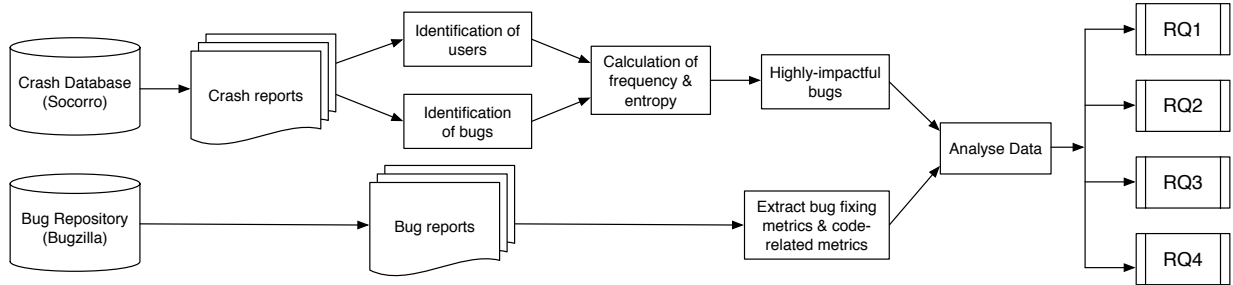 Crash Database
(Socorro)
Crash reports
Identification of
users
Identification
of bugs
Calculation of
frequency &
entropy
Highly-impactful
bugs
Bug Repository
(Bugzilla)
Bug reports
Extract bug fixing
metrics & code-
related metrics
Analyse Data
RQ1
RQ2
RQ3
RQ4